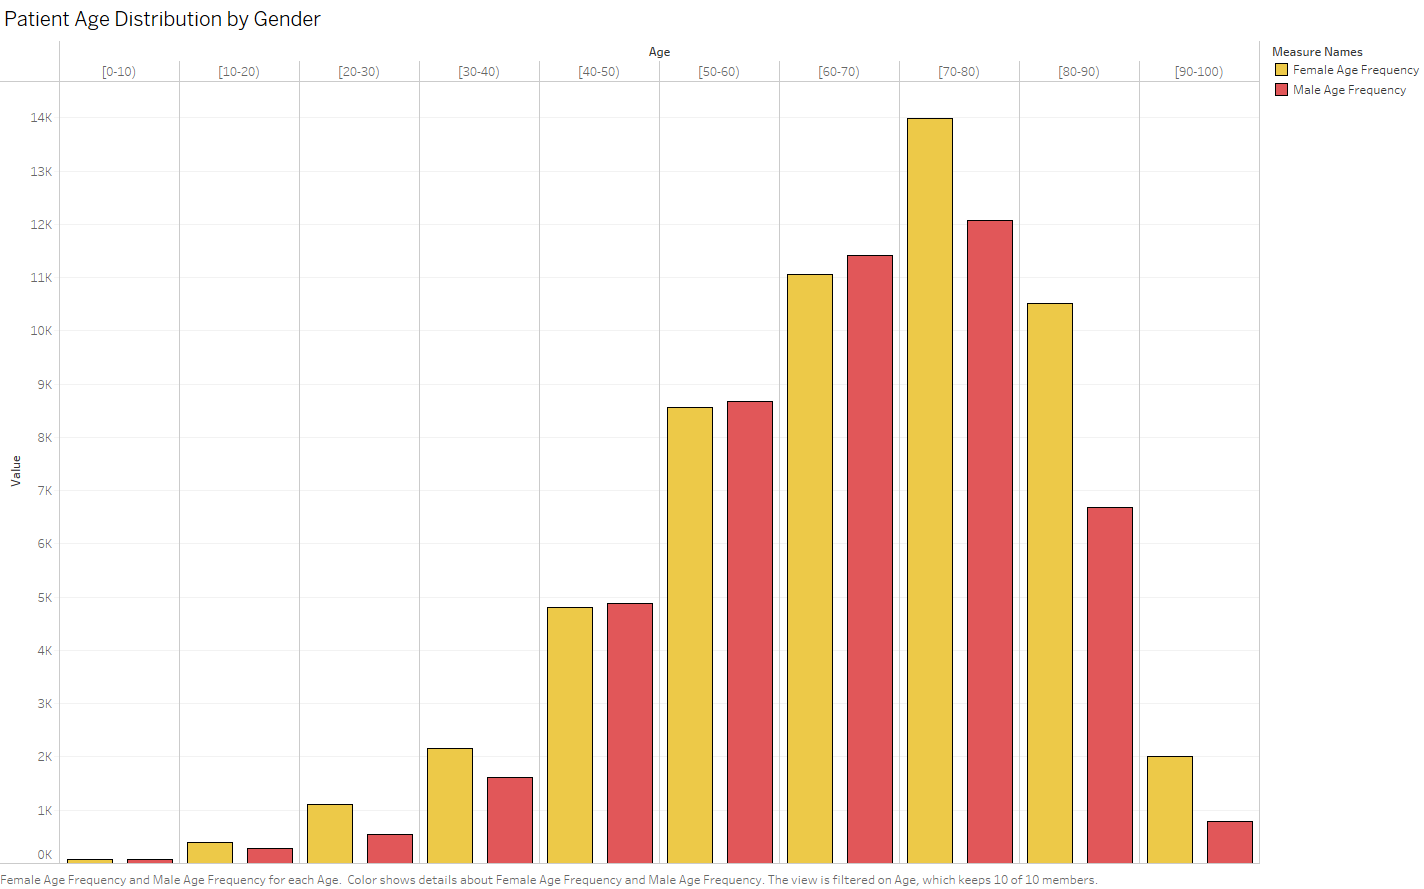 Patient Age Distribution by Gender
Age
[0-10) [10-20) [20-30) [30-40) [40-50) [50-60) [60-70) [70-80) [80-90) [90-100)
Measure Names
Female Age Frequency
Male Age Frequency
14K
13K
12K
11K
10K
9K
8K
Value
7K
6K
5K
4K
3K
2K
1K
0K
Female Age Frequency and Male Age Frequency for each Age.  Color shows details about Female Age Frequency and Male Age Frequency. The view is filtered on Age, which keeps 10 of 10 members.